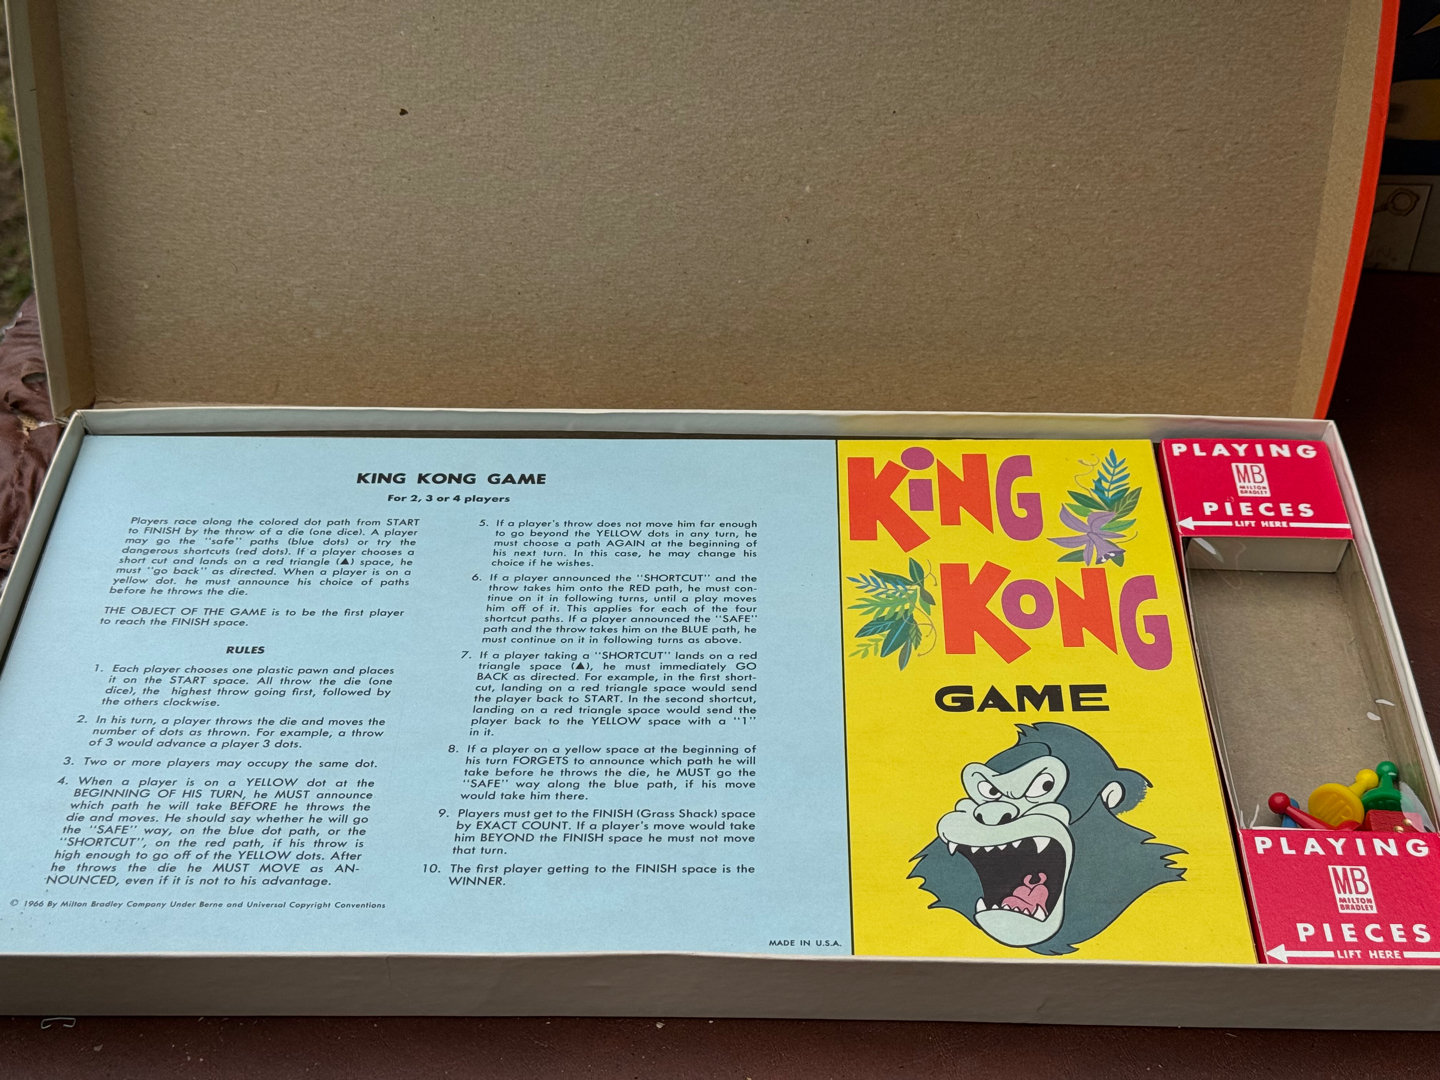 KING KONG GAME
For 2, 3 or 4 players
Players race along the colored dot path from START
to FINISH by the throw of a die (one dice). A player
may go the "safe" paths (blue dots) or try the
dangerous shortcuts (red dots). If a player chooses a
short cut and lands on a red triangle (▲) space, he
must "go back" as directed. When a player is on a
yellow dot. he must announce his choice of paths
before he throws the die.
THE OBJECT OF THE GAME is to be the first player
to reach the FINISH space.
RULES
1. Each player chooses one plastic pawn and places
it on the START space. All throw the die (one
dice), the highest throw going first, followed by
the others clockwise.
2. In his turn, a player throws the die and moves the
number of dots as thrown. For example, a throw
of 3 would advance a player 3 dots.
3. Two or more players may occupy the same dot.
4. When a player is on a YELLOW dot at the
BEGINNING OF HIS TURN, he MUST announce
which path he will take BEFORE he throws the
die and moves. He should say whether he will go
the "SAFE" way, on the blue dot path, or the
"SHORTCUT", on the red path, if his throw is
high enough to go off of the YELLOW dots. After
he throws the die he MUST MOVE as AN-
NOUNCED, even if it is not to his advantage.
© 1966 By Milton Bradley Company Under Berne and Universal Copyright Conventions
5. If a player's throw does not move him far enough
to go beyond the YELLOW dots in any turn, he
must choose a path AGAIN at the beginning of
his next turn. In this case, he may change his
choice if he wishes.
6. If a player announced the "SHORTCUT" and the
throw takes him onto the RED path, he must con-
tinue on it in following turns, until a play moves
him off of it. This applies for each of the four
shortcut paths. If a player announced the "SAFE"
path and the throw takes him on the BLUE path, he
must continue on it in following turns as above.
7. If a player taking a "SHORTCUT" lands on a red
triangle space (▲), he must immediately GO
BACK as directed. For example, in the first short-
cut, landing on a red triangle space would send
the player back to START. In the second shortcut,
landing on a red triangle space would send the
player back to the YELLOW space with a "1"
in it.
8. If a player on a yellow space at the beginning of
his turn FORGETS to announce which path he will
take before he throws the die, he MUST go the
"SAFE" way along the blue path, if his move
would take him there.
9. Players must get to the FINISH (Grass Shack) space
by EXACT COUNT. If a player's move would take
him BEYOND the FINISH space he must not move
that turn.
10. The first player getting to the FINISH space is the
WINNER.
MADE IN U.S.A.
KiNG
KoNG
GAME
PLAYING
MB
MILTON
BRADLEY
PIECES
LIFT HERE
PLAYING
MB
MILTON
BRADLEY
PIECES
LIFT HERE